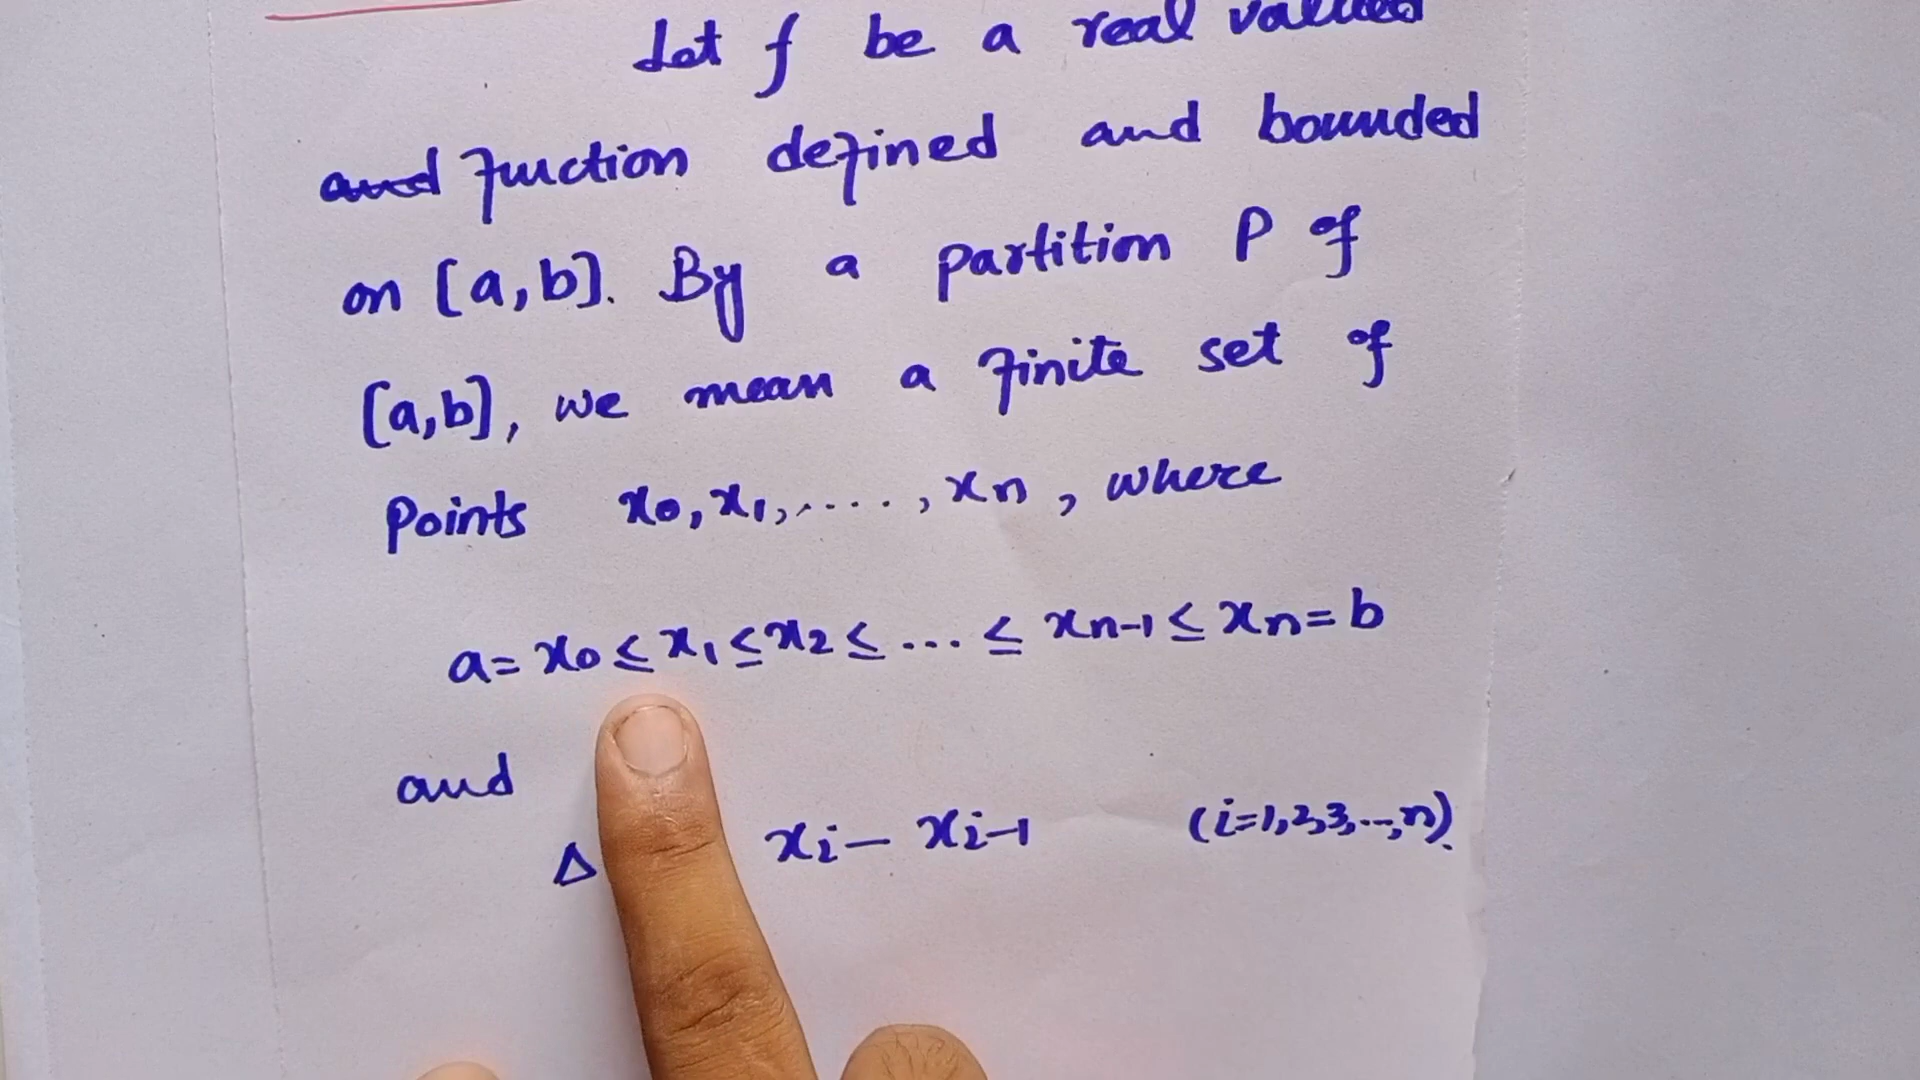 Let f be a real valued
and function defined and bounded
on [a,b]. By a partition P of
[a,b], we mean a finite set of
Points x₀, x₁, ....., xₙ, where
a = x₀ ≤ x₁ ≤ x₂ ≤ ... ≤ xₙ₋₁ ≤ xₙ = b
and
Δ xᵢ - xᵢ₋₁ (i=1,2,3,...,n).